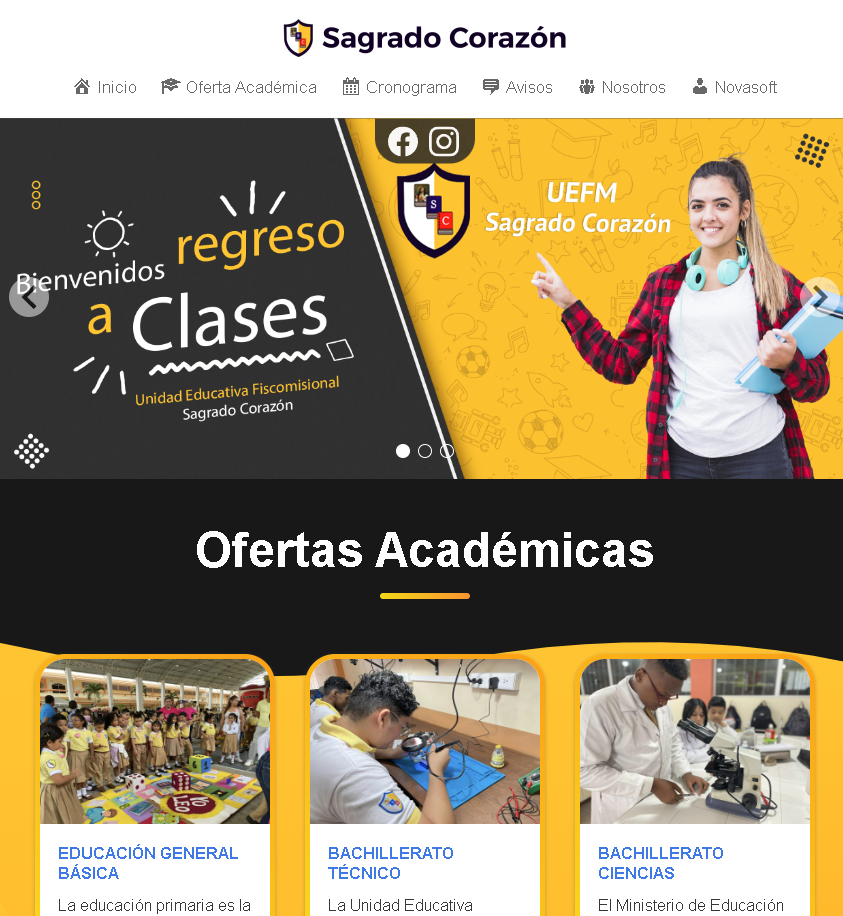 Sagrado Corazón
Inicio
Oferta Académica
Cronograma
Avisos
Nosotros
Novasoft
Bienvenidos
regreso
a
Clases
Unidad Educativa Fiscomisional
Sagrado Corazón
S
C
UEFM
Sagrado Corazón
Ofertas Académicas
EDUCACIÓN GENERAL
BÁSICA
La educación primaria es la
BACHILLERATO
TÉCNICO
La Unidad Educativa
BACHILLERATO
CIENCIAS
El Ministerio de Educación